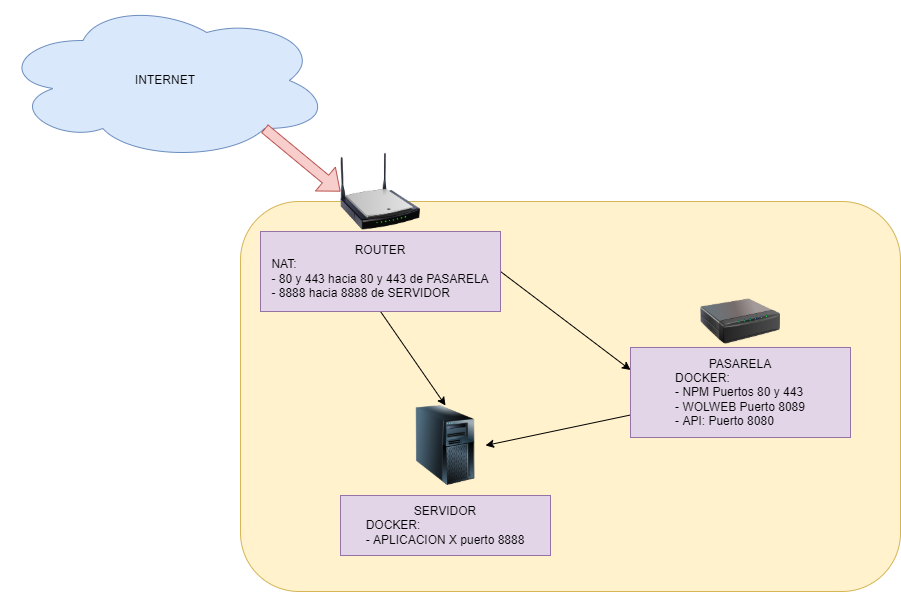 INTERNET
ROUTER
NAT:
- 80 y 443 hacia 80 y 443 de PASARELA
- 8888 hacia 8888 de SERVIDOR
PASARELA
DOCKER:
- NPM Puertos 80 y 443
- WOLWEB Puerto 8089
- API: Puerto 8080
SERVIDOR
DOCKER:
- APLICACION X puerto 8888